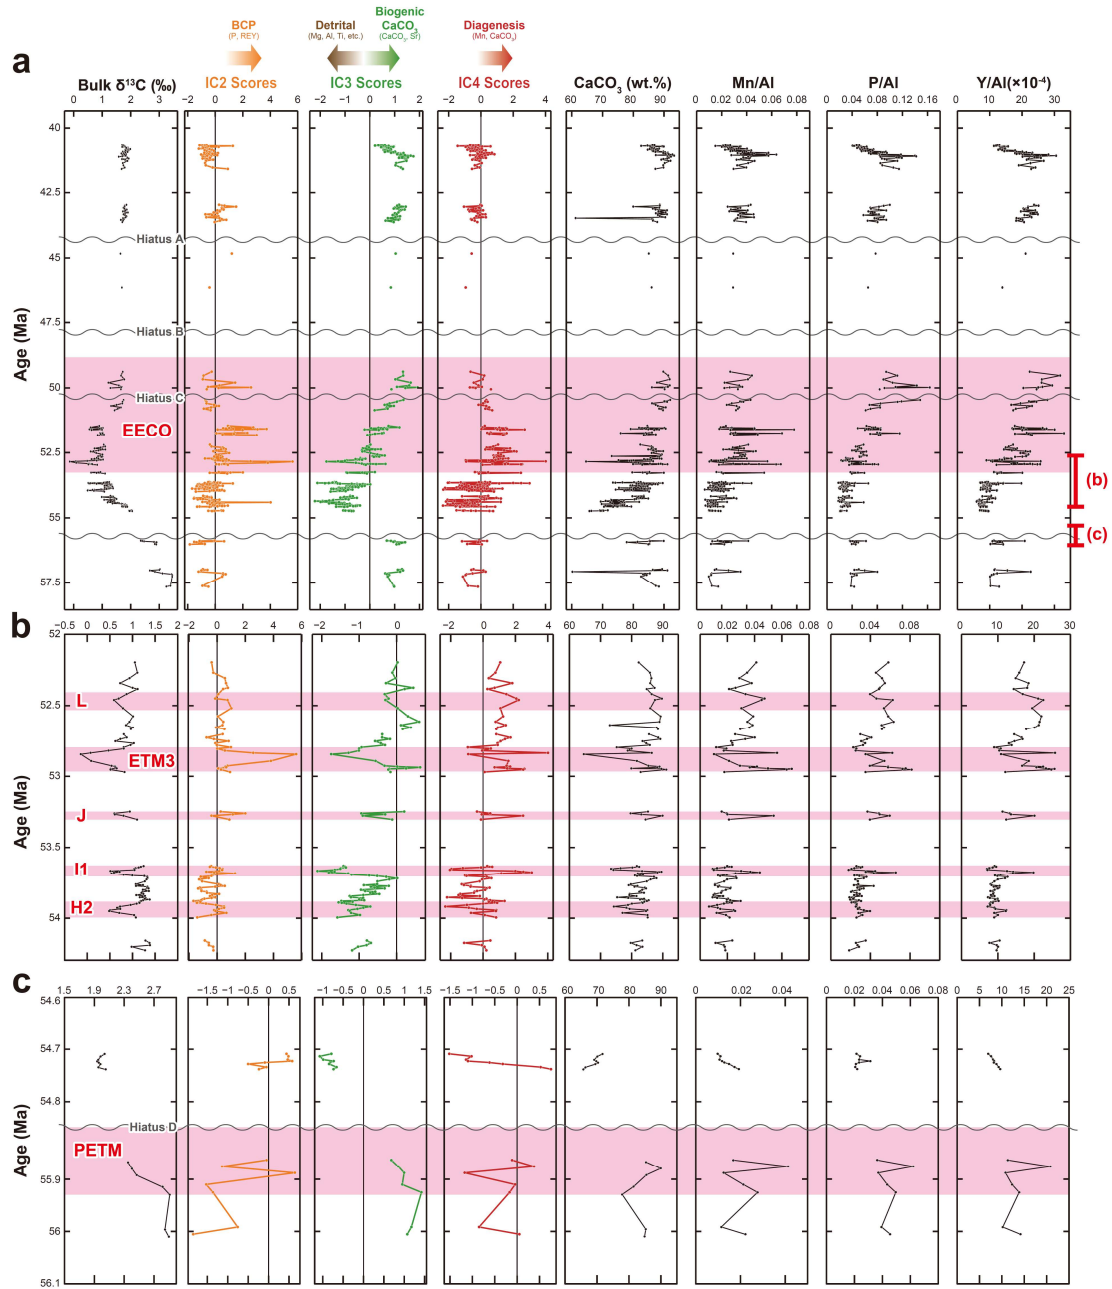 BCP
(P, REY)
Detrital
(Mg, Al, Ti, etc.)
Biogenic
CaCO₃
(CaCO₃, Sr)
Diagenesis
(Mn, CaCO₃)
a
Bulk δ¹³C (‰)
IC2 Scores
IC3 Scores
IC4 Scores
CaCO₃ (wt.%)
Mn/Al
P/Al
Y/Al(×10⁻⁴)
0 1 2 3
−2 0 2 4 6
−2 −1 0 1 2
−4 −2 0 2 4
60 70 80 90
0 0.02 0.04 0.06 0.08
0 0.04 0.08 0.12 0.16
0 10 20 30
Age (Ma)
40
42.5
45
47.5
50
52.5
55
57.5
Hiatus A
Hiatus B
Hiatus C
EECO
(b)
(c)
b
−0.5 0 0.5 1 1.5 2
−2 0 2 4 6
−1 0
−2 0 2 4
60 70 80 90
0 0.02 0.04 0.06 0.08
0 0.04 0.08
0 10 20 30
Age (Ma)
52
52.5
53
53.5
54
L
ETM3
J
I1
H2
c
1.5 1.9 2.3 2.7
−1.5 −1 −0.5 0 0.5
−1 −0.5 0 0.5 1 1.5
−1.5 −1 −0.5 0 0.5
60 70 80 90
0 0.02 0.04
0 0.02 0.04 0.06 0.08
0 5 10 15 20 25
Age (Ma)
54.6
54.7
54.8
55.9
56
56.1
Hiatus D
PETM